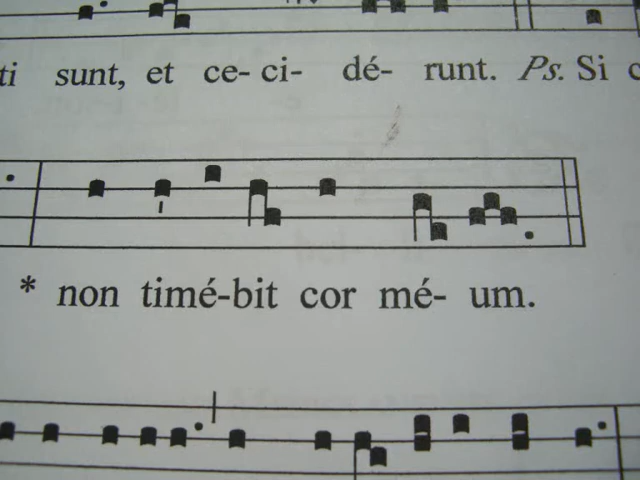 ti sunt, et ce- ci- dé- runt. Ps. Si c
* non timé-bit cor mé- um.